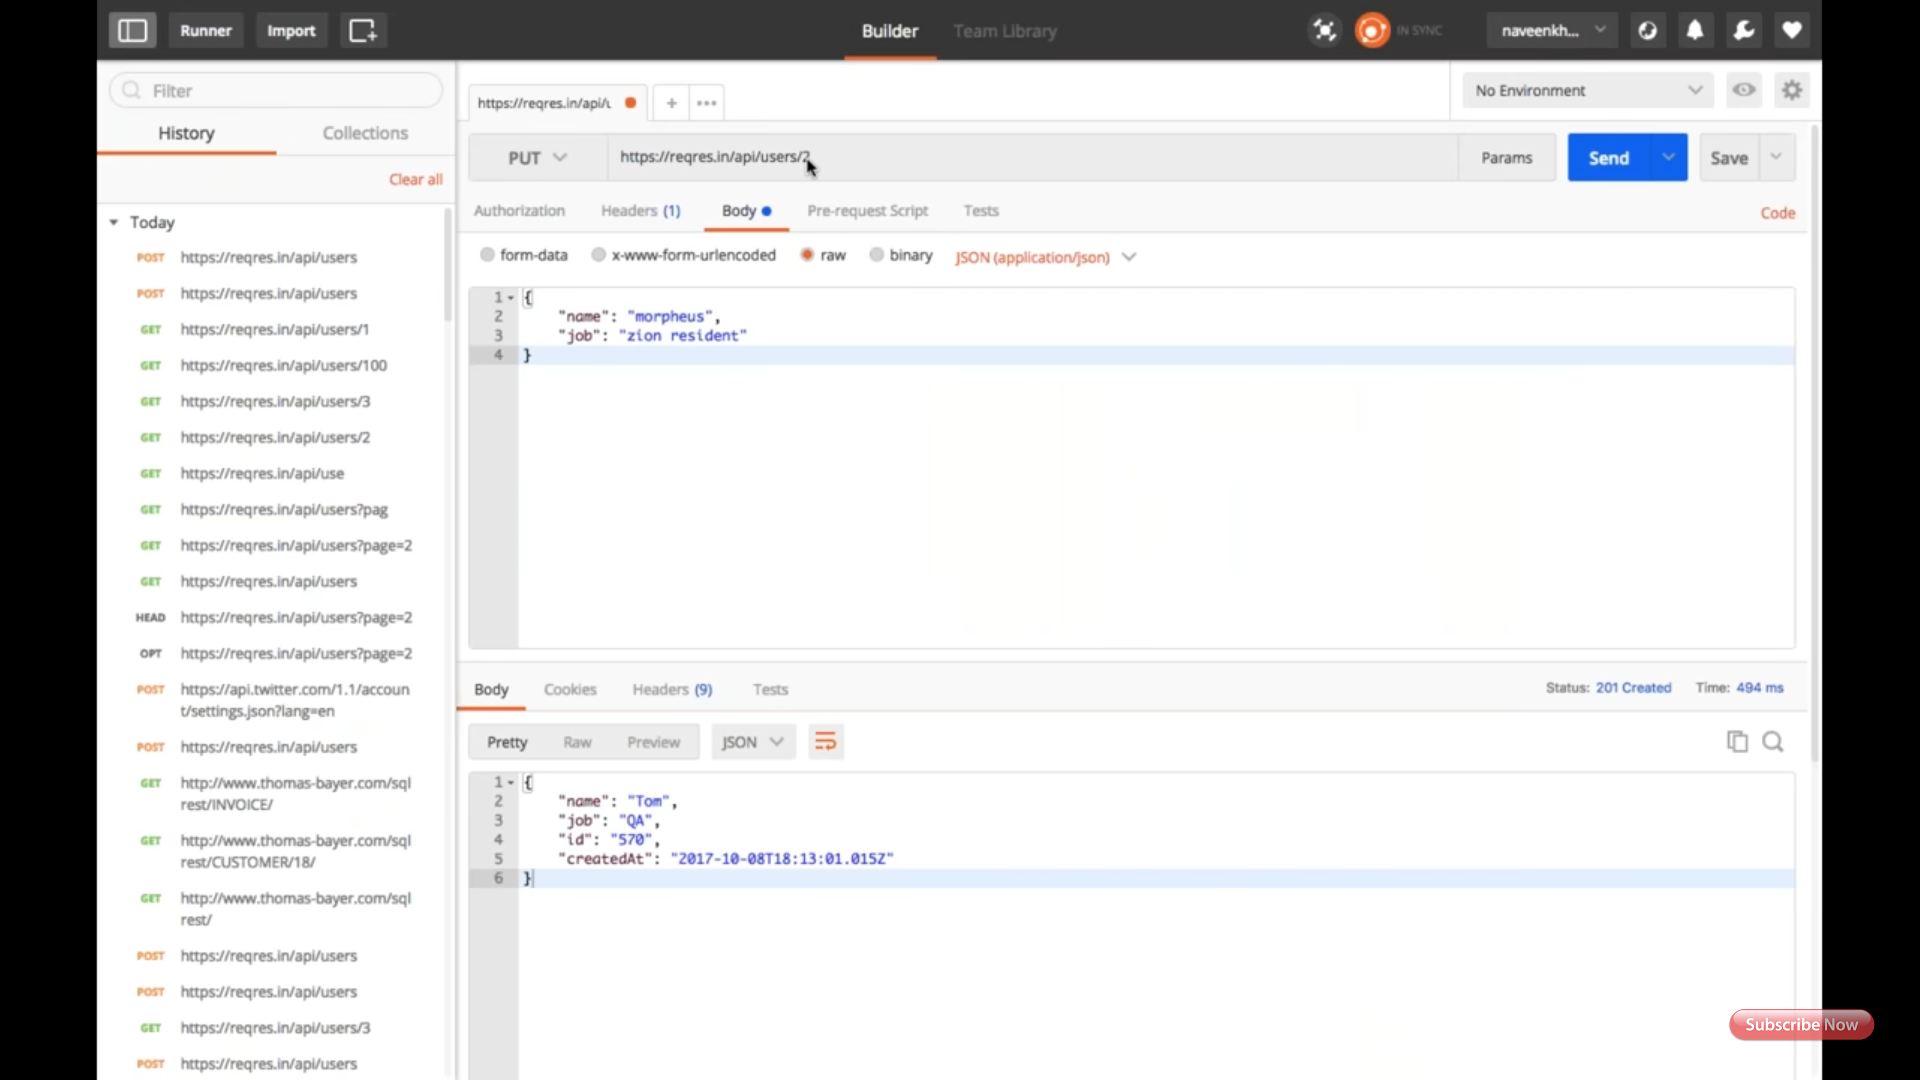 Runner
Import
Builder
Team Library
IN SYNC
naveenkh...
Filter
History
Collections
Clear all
Today
POST https://reqres.in/api/users
POST https://reqres.in/api/users
GET https://reqres.in/api/users/1
GET https://reqres.in/api/users/100
GET https://reqres.in/api/users/3
GET https://reqres.in/api/users/2
GET https://reqres.in/api/use
GET https://reqres.in/api/users?pag
GET https://reqres.in/api/users?page=2
GET https://reqres.in/api/users
HEAD https://reqres.in/api/users?page=2
OPT https://reqres.in/api/users?page=2
POST https://api.twitter.com/1.1/accoun
t/settings.json?lang=en
POST https://reqres.in/api/users
GET http://www.thomas-bayer.com/sql
rest/INVOICE/
GET http://www.thomas-bayer.com/sql
rest/CUSTOMER/18/
GET http://www.thomas-bayer.com/sql
rest/
POST https://reqres.in/api/users
POST https://reqres.in/api/users
GET https://reqres.in/api/users/3
POST https://reqres.in/api/users
https://reqres.in/api/u
+ •••
No Environment
PUT https://reqres.in/api/users/2
Params
Send
Save
Authorization
Headers (1)
Body
Pre-request Script
Tests
Code
form-data
x-www-form-urlencoded
raw
binary
JSON (application/json)
1 {
2 "name": "morpheus",
3 "job": "zion resident"
4 }
Body
Cookies
Headers (9)
Tests
Status: 201 Created
Time: 494 ms
Pretty
Raw
Preview
JSON
1 {
2 "name": "Tom",
3 "job": "QA",
4 "id": "570",
5 "createdAt": "2017-10-08T18:13:01.015Z"
6 }
Subscribe Now